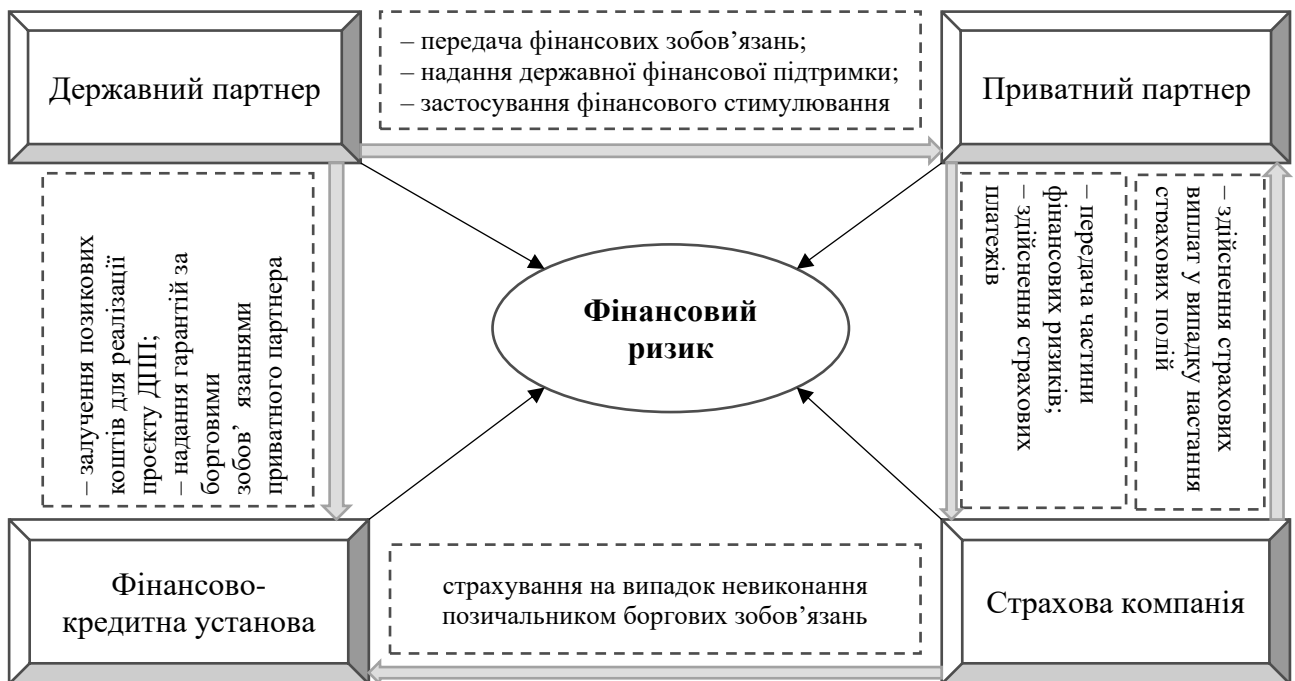 Державний партнер
– передача фінансових зобов’язань;
– надання державної фінансової підтримки;
– застосування фінансового стимулювання
Приватний партнер
– залучення позикових
коштів для реалізації
проєкту ДПП;
– надання гарантій за
борговими
зобов’ язаннями
приватного партнера
Фінансовий
ризик
– передача частини
фінансових ризиків;
– здійснення страхових
платежів
– здійснення страхових
виплат у випадку настання
страхових подій
Фінансово-
кредитна установа
страхування на випадок невиконання
позичальником боргових зобов’язань
Страхова компанія